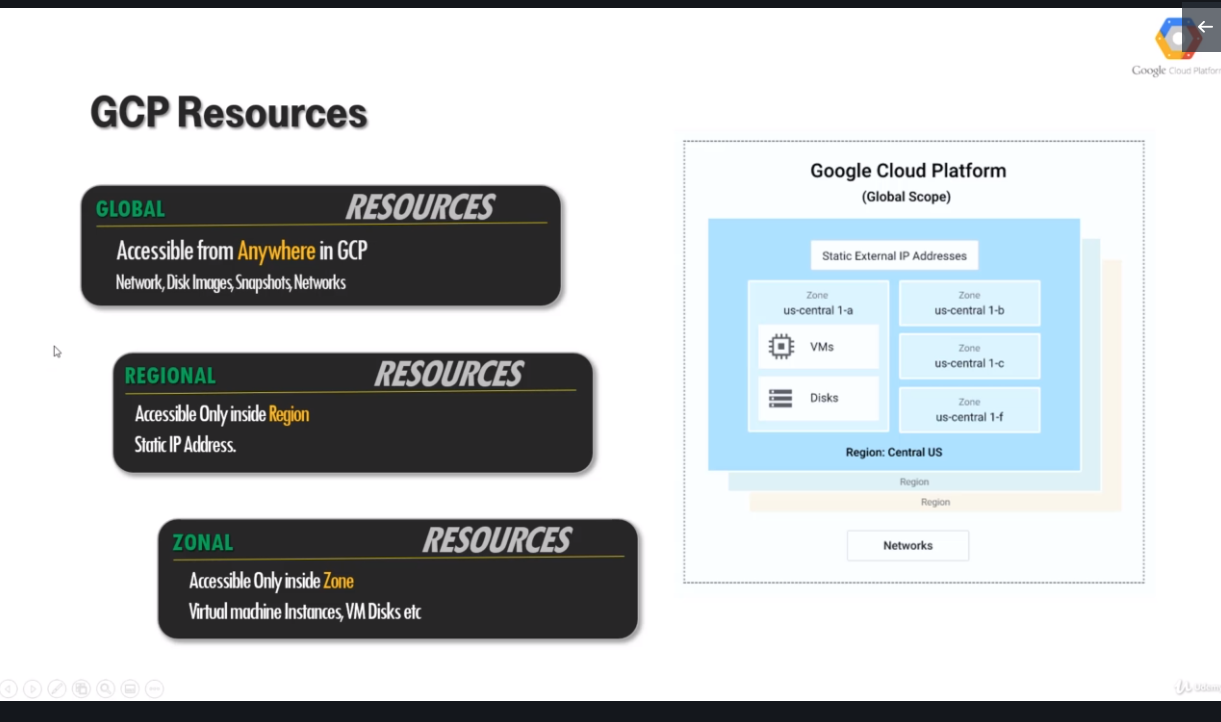 Google Cloud Platform
GCP Resources
GLOBAL RESOURCES
Accessible from Anywhere in GCP
Network, Disk Images, Snapshots, Networks
REGIONAL RESOURCES
Accessible Only inside Region
Static IP Address.
ZONAL RESOURCES
Accessible Only inside Zone
Virtual machine Instances, VM Disks etc
Google Cloud Platform
(Global Scope)
Static External IP Addresses
Zone
us-central 1-a
VMs
Disks
Zone
us-central 1-b
Zone
us-central 1-c
Zone
us-central 1-f
Region: Central US
Region
Region
Networks
Udemy